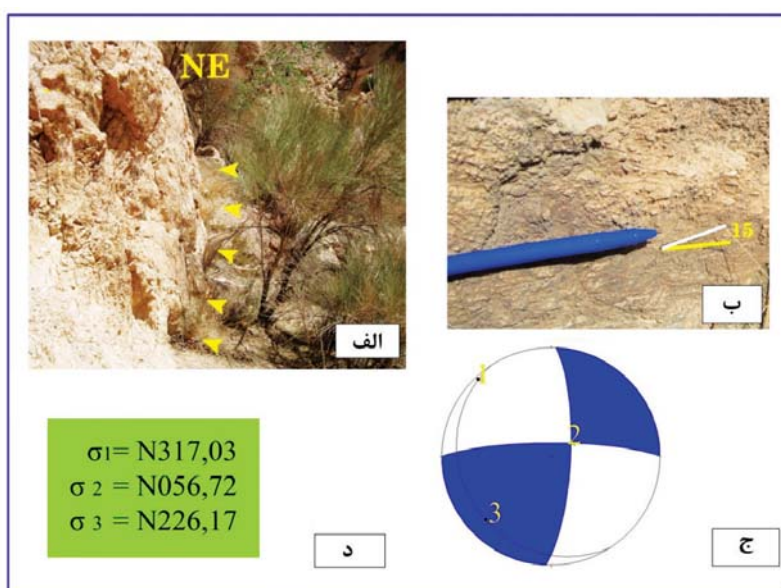 NE
الف
15
ب
σ1= N317,03
σ 2 = N056,72
σ 3 = N226,17
د
1
2
3
ج